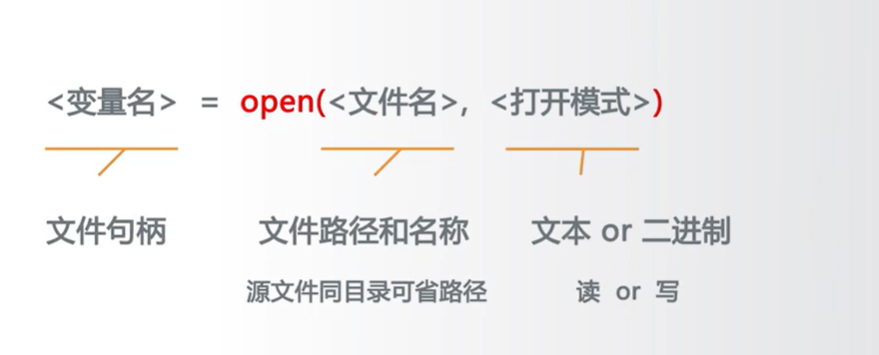 <变量名> = open(<文件名>, <打开模式>)
文件句柄 文件路径和名称 文本 or 二进制
源文件同目录可省路径 读 or 写